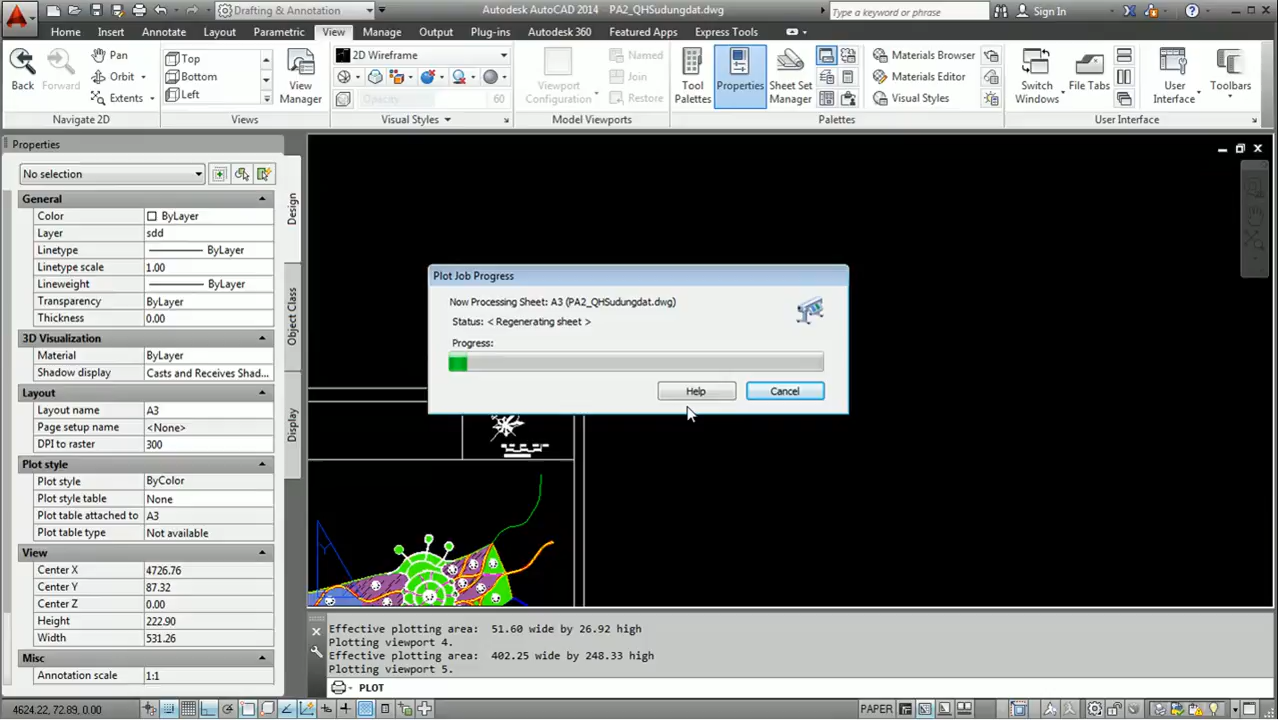 Drafting & Annotation
Autodesk AutoCAD 2014 PA2_QHSudungdat.dwg
Type a keyword or phrase
Sign In
Home Insert Annotate Layout Parametric View Manage Output Plug-ins Autodesk 360 Featured Apps Express Tools
Back
Forward
Pan
Orbit
Extents
Navigate 2D
Top
Bottom
Left
View
Manager
Views
2D Wireframe
Opacity 60
Visual Styles
Viewport
Configuration
Named
Join
Restore
Model Viewports
Tool
Palettes
Properties
Sheet Set
Manager
Materials Browser
Materials Editor
Visual Styles
Palettes
Switch
Windows
File Tabs
User
Interface
Toolbars
User Interface
Properties
No selection
General
Color ByLayer
Layer sdd
Linetype ByLayer
Linetype scale 1.00
Lineweight ByLayer
Transparency ByLayer
Thickness 0.00
3D Visualization
Material ByLayer
Shadow display Casts and Receives Shad...
Layout
Layout name A3
Page setup name <None>
DPI to raster 300
Plot style
Plot style ByColor
Plot style table None
Plot table attached to A3
Plot table type Not available
View
Center X 4726.76
Center Y 87.32
Center Z 0.00
Height 222.90
Width 531.26
Misc
Annotation scale 1:1
Design
Object Class
Display
Plot Job Progress
Now Processing Sheet: A3 (PA2_QHSudungdat.dwg)
Status: < Regenerating sheet >
Progress:
Help
Cancel
Effective plotting area: 51.60 wide by 26.92 high
Plotting viewport 4.
Effective plotting area: 402.25 wide by 248.33 high
Plotting viewport 5.
PLOT
4624.22, 72.89, 0.00
PAPER